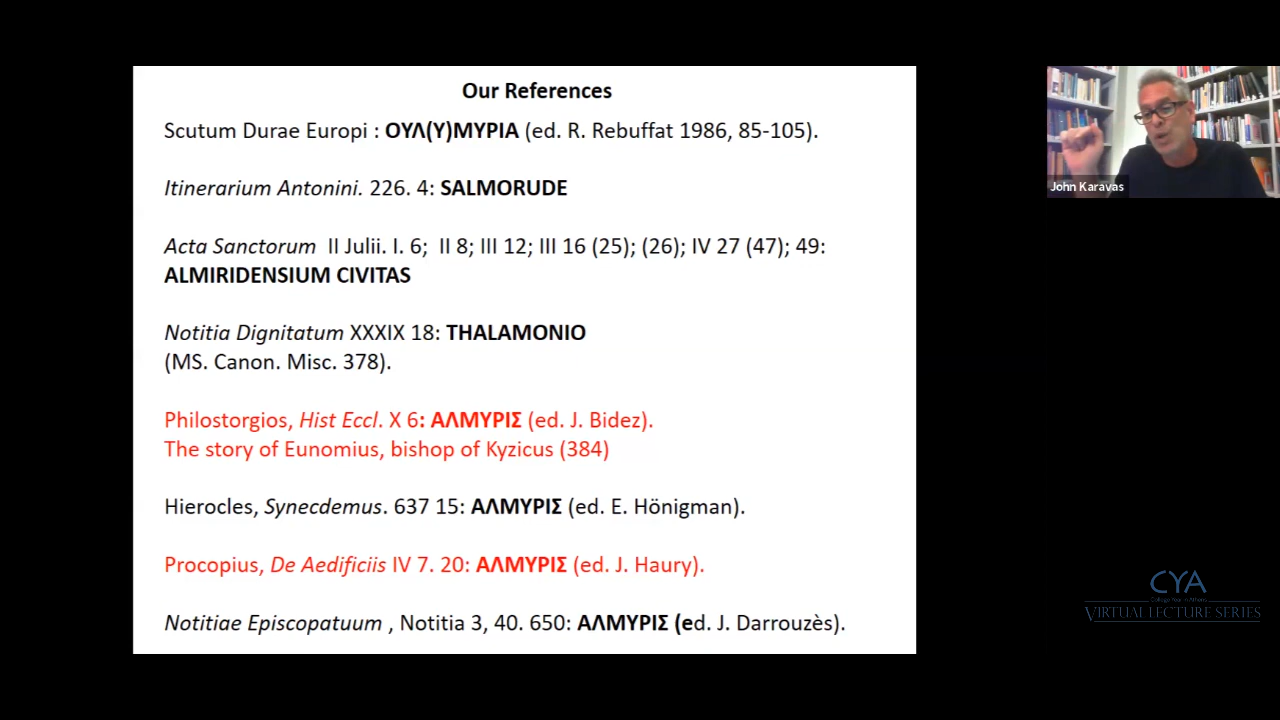 Our References
Scutum Durae Europi : ΟΥΛ(Υ)ΜΥΡΙΑ (ed. R. Rebuffat 1986, 85-105).
Itinerarium Antonini. 226. 4: SALMORUDE
Acta Sanctorum II Julii. I. 6; II 8; III 12; III 16 (25); (26); IV 27 (47); 49:
ALMIRIDENSIUM CIVITAS
Notitia Dignitatum XXXIX 18: THALAMONIO
(MS. Canon. Misc. 378).
Philostorgios, Hist Eccl. X 6: ΑΛΜΥΡΙΣ (ed. J. Bidez).
The story of Eunomius, bishop of Kyzicus (384)
Hierocles, Synecdemus. 637 15: ΑΛΜΥΡΙΣ (ed. E. Hönigman).
Procopius, De Aedificiis IV 7. 20: ΑΛΜΥΡΙΣ (ed. J. Haury).
Notitiae Episcopatuum , Notitia 3, 40. 650: ΑΛΜΥΡΙΣ (ed. J. Darrouzès).
John Karavas
CYA
College Year in Athens
VIRTUAL LECTURE SERIES